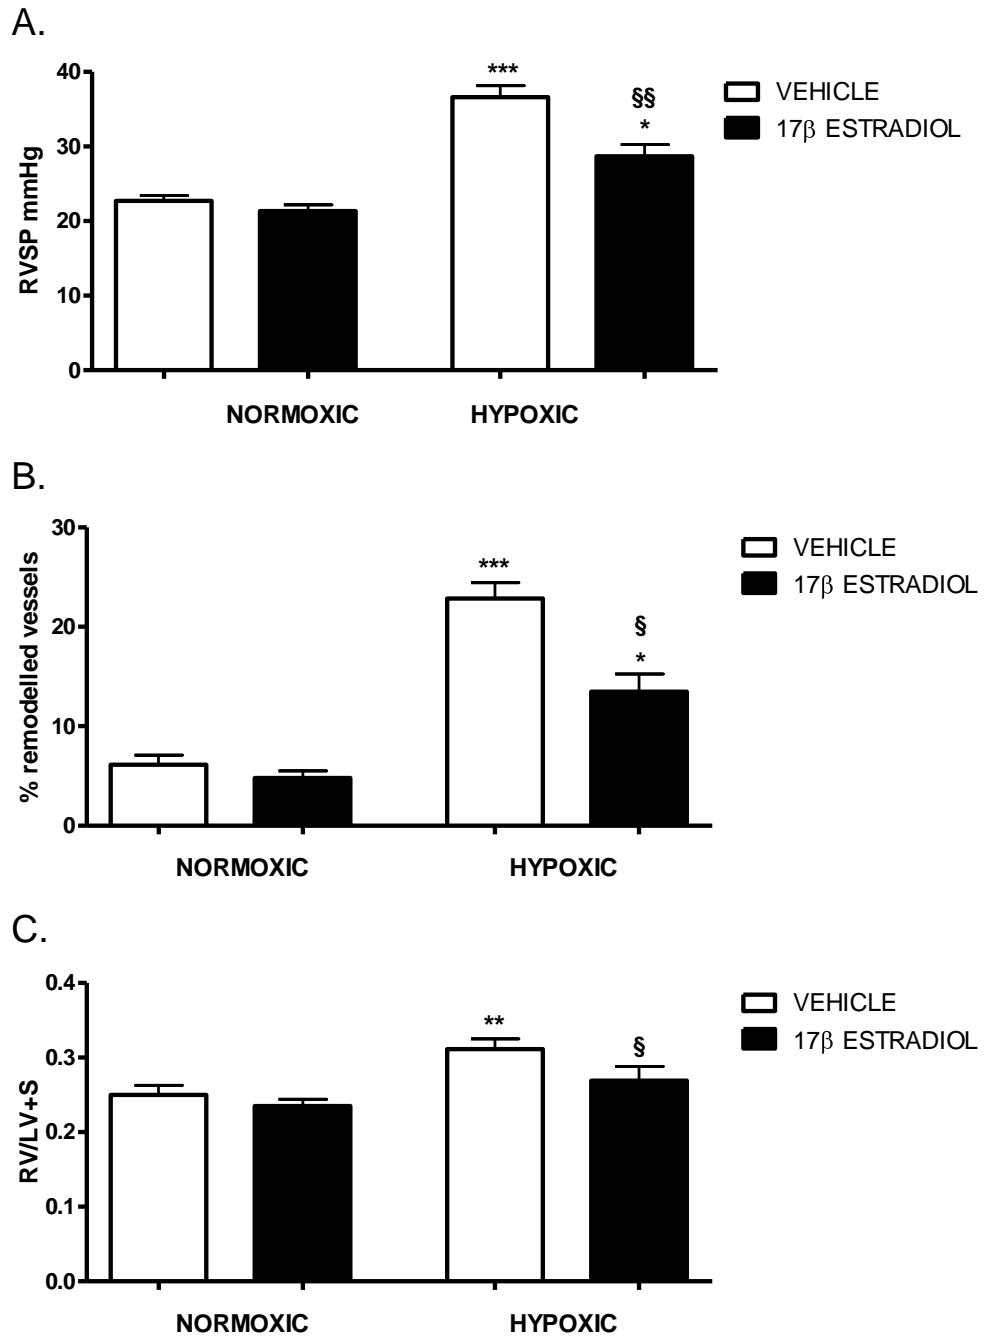 A.
RVSP mmHg
40
30
20
10
0
***
§§
*
VEHICLE
17β ESTRADIOL
NORMOXIC HYPOXIC
B.
% remodelled vessels
30
20
10
0
***
§
*
VEHICLE
17β ESTRADIOL
NORMOXIC HYPOXIC
C.
RV/LV+S
0.4
0.3
0.2
0.1
0.0
**
§
VEHICLE
17β ESTRADIOL
NORMOXIC HYPOXIC